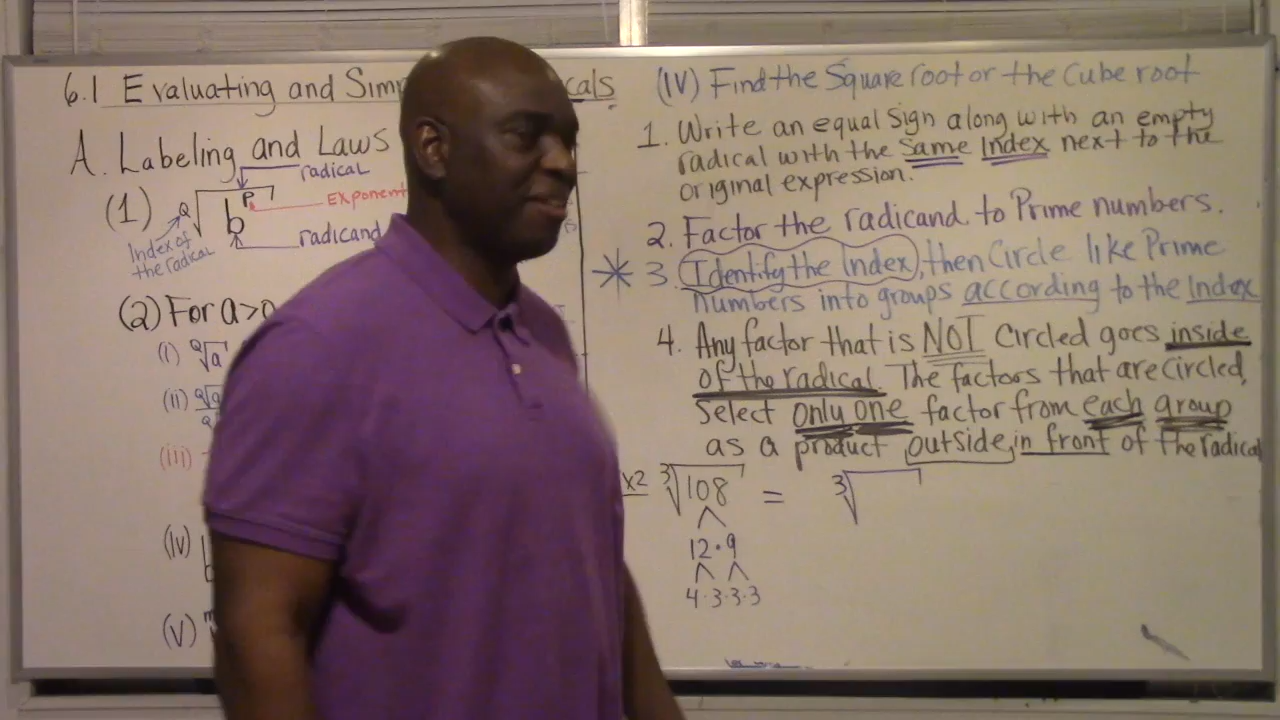 6.1 Evaluating and cals
A. Labeling and Laws
radical
(1) Q √ b P Exponent
radicand
Index of
the radical
(2) For a>0
(i) Q√a
(ii) Q√a
(iii)
(iv) b
(v) m
(IV) Find the Square root or the Cube root
1. Write an equal Sign along with an empty
radical with the Same Index next to the
original expression.
2. Factor the radicand to Prime numbers.
* 3. Identify the Index, then Circle like Prime
numbers into groups according to the Index
4. Any factor that is NOT Circled goes inside
of the radical. The factors that are circled,
Select only one factor from each group
as a product, outside, in front of the radical
x2 3√108 = 3√
12·9
4·3·3·3